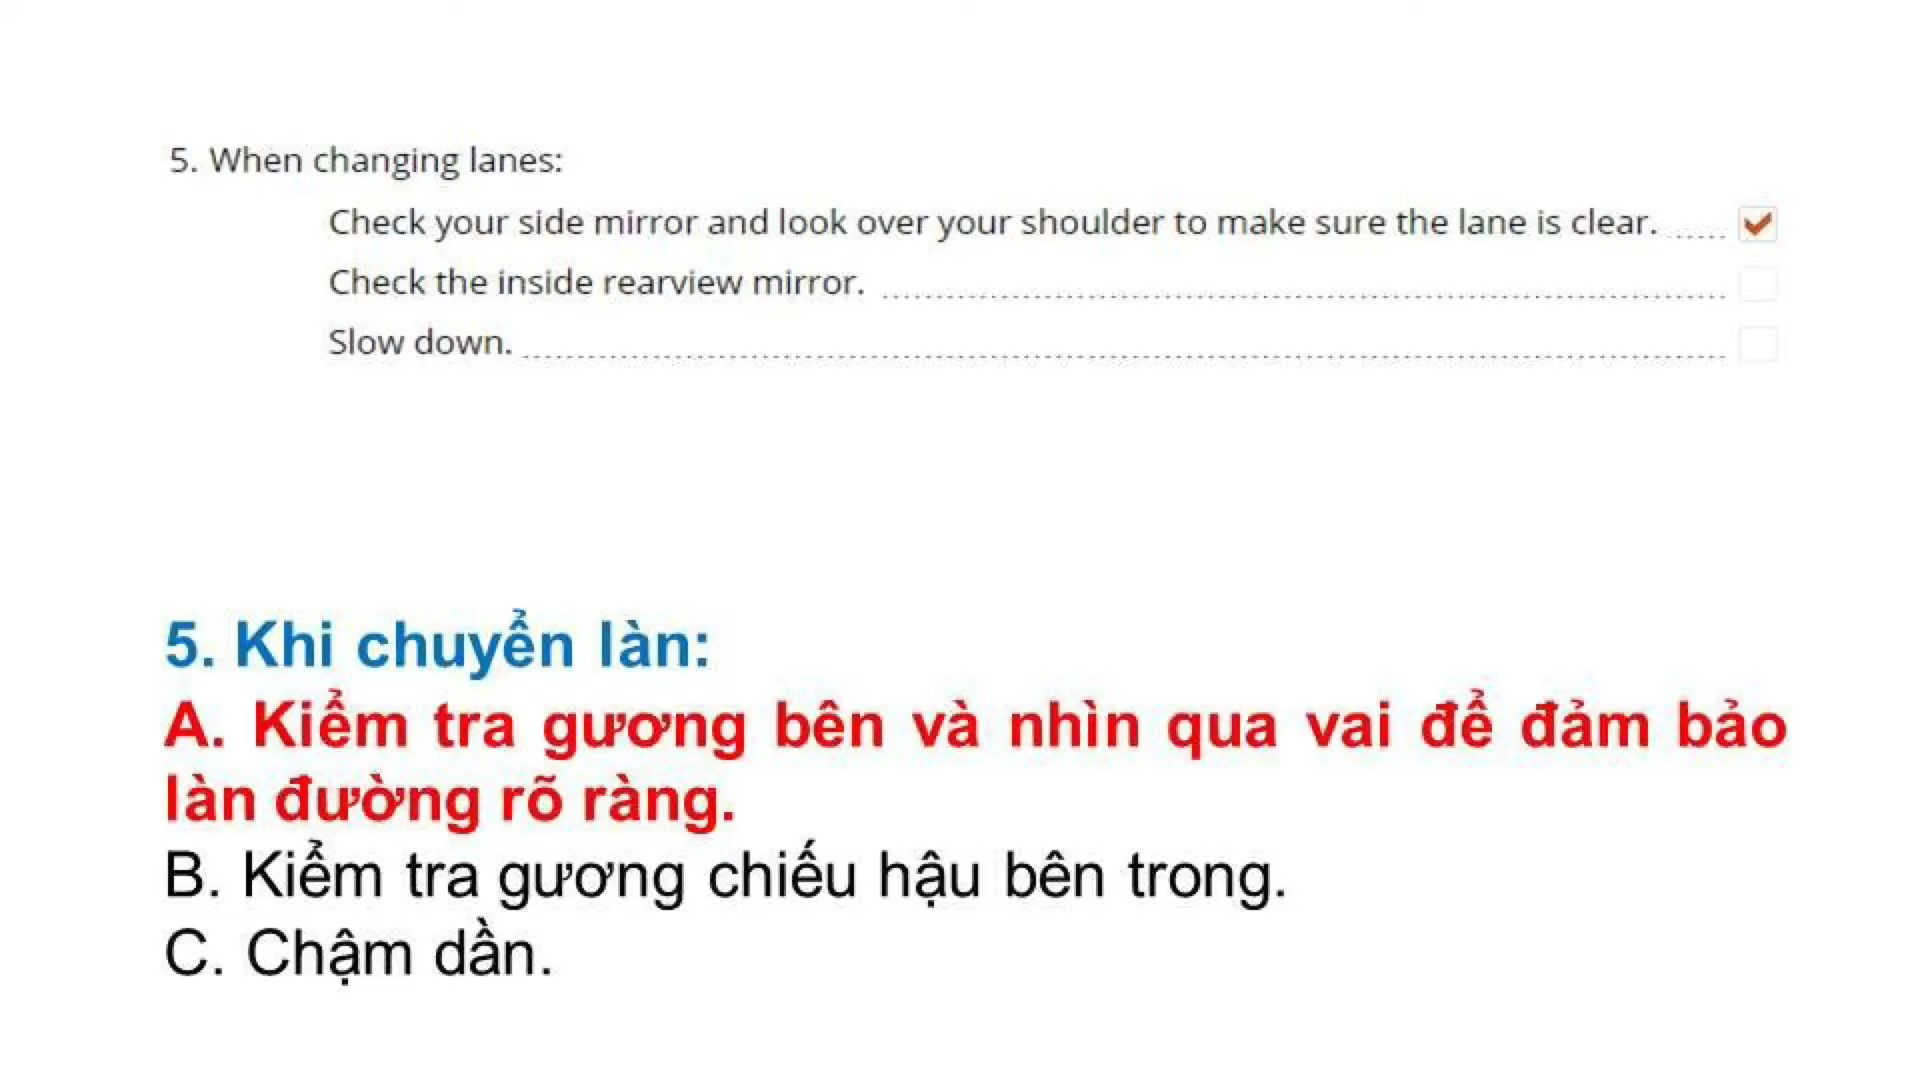 5. When changing lanes:
Check your side mirror and look over your shoulder to make sure the lane is clear. ......
Check the inside rearview mirror. ........................................
Slow down. ........................................
5. Khi chuyển làn:
A. Kiểm tra gương bên và nhìn qua vai để đảm bảo
làn đường rõ ràng.
B. Kiểm tra gương chiếu hậu bên trong.
C. Chậm dần.